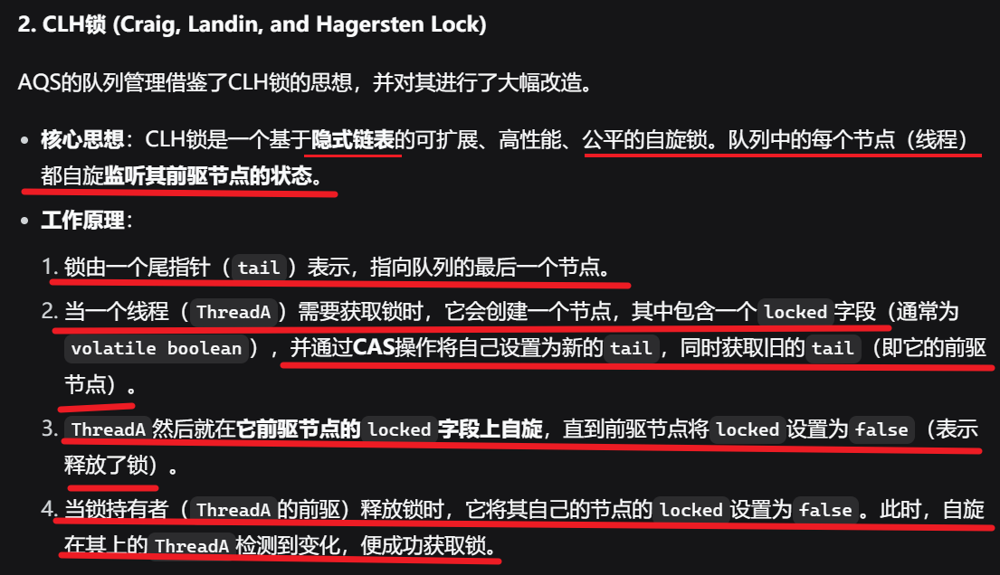 2. CLH锁 (Craig, Landin, and Hagersten Lock)
AQS的队列管理借鉴了CLH锁的思想，并对其进行了大幅改造。
• 核心思想：CLH锁是一个基于隐式链表的可扩展、高性能、公平的自旋锁。队列中的每个节点（线程）
都自旋监听其前驱节点的状态。
• 工作原理：
1. 锁由一个尾指针（tail）表示，指向队列的最后一个节点。
2. 当一个线程（ThreadA）需要获取锁时，它会创建一个节点，其中包含一个 locked 字段（通常为
volatile boolean），并通过CAS操作将自己设置为新的 tail，同时获取旧的 tail（即它的前驱
节点）。
3. ThreadA 然后就在它前驱节点的 locked 字段上自旋，直到前驱节点将 locked 设置为 false（表示
释放了锁）。
4. 当锁持有者（ThreadA 的前驱）释放锁时，它将其自己的节点的 locked 设置为 false。此时，自旋
在其上的 ThreadA 检测到变化，便成功获取锁。